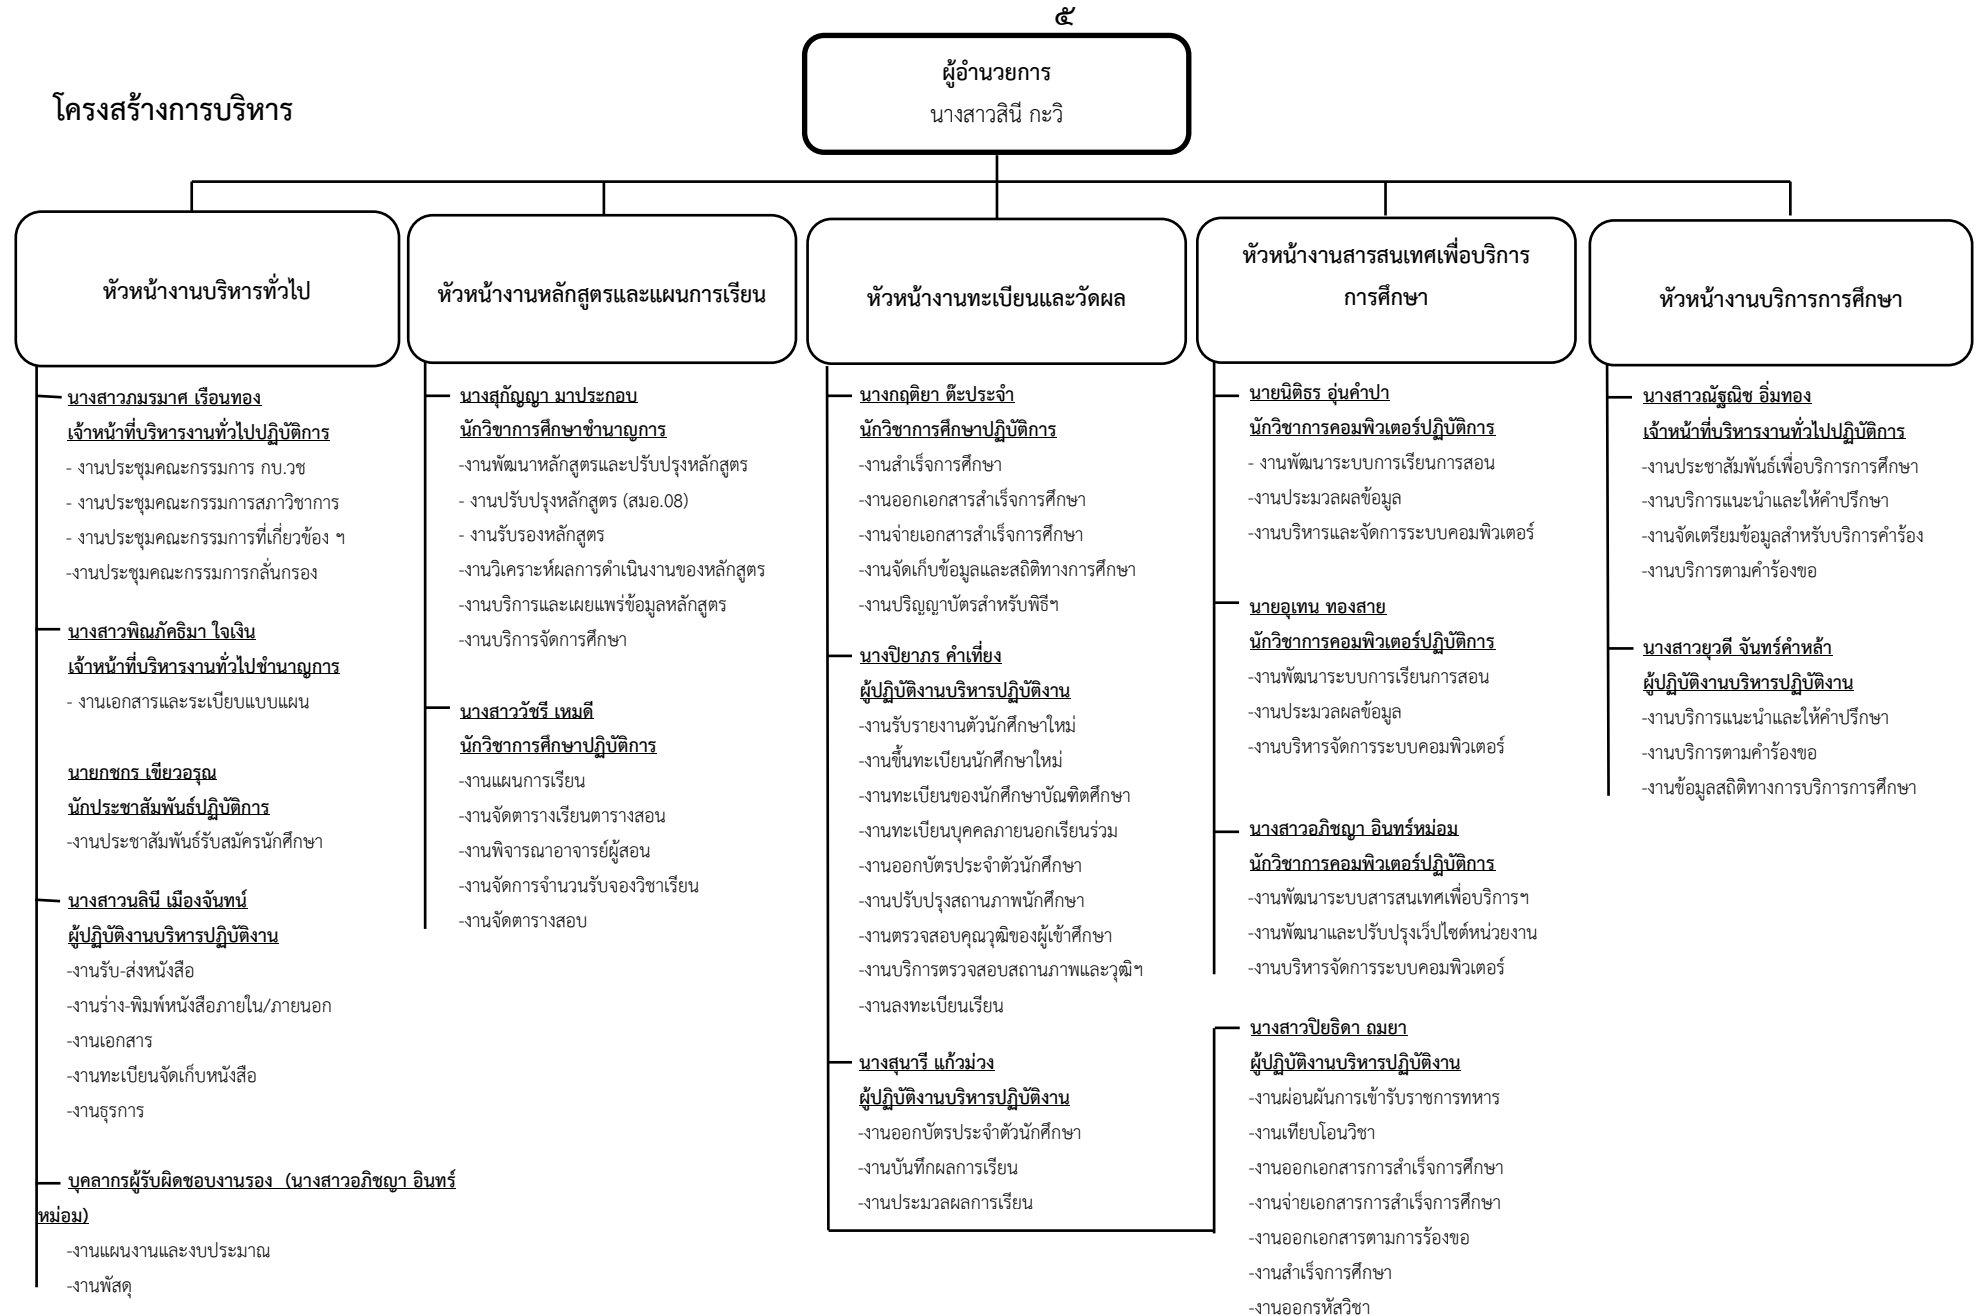 ๕
ผู้อำนวยการ
นางสาวสินี กะวิ
โครงสร้างการบริหาร
หัวหน้างานบริหารทั่วไป
นางสาวภมรมาศ เรือนทอง
เจ้าหน้าที่บริหารงานทั่วไปปฏิบัติการ
- งานประชุมคณะกรรมการ กบ.วช
- งานประชุมคณะกรรมการสภาวิชาการ
- งานประชุมคณะกรรมการที่เกี่ยวข้อง ฯ
-งานประชุมคณะกรรมการกลั่นกรอง
นางสาวพิณภัคธิมา ใจเงิน
เจ้าหน้าที่บริหารงานทั่วไปชำนาญการ
- งานเอกสารและระเบียบแบบแผน
นายกชกร เขียวอรุณ
นักประชาสัมพันธ์ปฏิบัติการ
-งานประชาสัมพันธ์รับสมัครนักศึกษา
นางสาวนลินี เมืองจันทน์
ผู้ปฏิบัติงานบริหารปฏิบัติงาน
-งานรับ-ส่งหนังสือ
-งานร่าง-พิมพ์หนังสือภายใน/ภายนอก
-งานเอกสาร
-งานทะเบียนจัดเก็บหนังสือ
-งานธุรการ
บุคลากรผู้รับผิดชอบงานรอง (นางสาวอภิชญา อินทร์
หม่อม)
-งานแผนงานและงบประมาณ
-งานพัสดุ
หัวหน้างานหลักสูตรและแผนการเรียน
นางสุกัญญา มาประกอบ
นักวิขาการศึกษาชำนาญการ
-งานพัฒนาหลักสูตรและปรับปรุงหลักสูตร
- งานปรับปรุงหลักสูตร (สมอ.08)
- งานรับรองหลักสูตร
-งานวิเคราะห์ผลการดำเนินงานของหลักสูตร
-งานบริการและเผยแพร่ข้อมูลหลักสูตร
-งานบริการจัดการศึกษา
นางสาววัชรี เหมดี
นักวิชาการศึกษาปฏิบัติการ
-งานแผนการเรียน
-งานจัดตารางเรียนตารางสอน
-งานพิจารณาอาจารย์ผู้สอน
-งานจัดการจำนวนรับจองวิชาเรียน
-งานจัดตารางสอบ
หัวหน้างานทะเบียนและวัดผล
นางกฤติยา ต๊ะประจำ
นักวิชาการศึกษาปฏิบัติการ
-งานสำเร็จการศึกษา
-งานออกเอกสารสำเร็จการศึกษา
-งานจ่ายเอกสารสำเร็จการศึกษา
-งานจัดเก็บข้อมูลและสถิติทางการศึกษา
-งานปริญญาบัตรสำหรับพิธีฯ
นางปิยาภร คำเที่ยง
ผู้ปฏิบัติงานบริหารปฏิบัติงาน
-งานรับรายงานตัวนักศึกษาใหม่
-งานขึ้นทะเบียนนักศึกษาใหม่
-งานทะเบียนของนักศึกษาบัณฑิตศึกษา
-งานทะเบียนบุคคลภายนอกเรียนร่วม
-งานออกบัตรประจำตัวนักศึกษา
-งานปรับปรุงสถานภาพนักศึกษา
-งานตรวจสอบคุณวุฒิของผู้เข้าศึกษา
-งานบริการตรวจสอบสถานภาพและวุฒิฯ
-งานลงทะเบียนเรียน
นางสุนารี แก้วม่วง
ผู้ปฏิบัติงานบริหารปฏิบัติงาน
-งานออกบัตรประจำตัวนักศึกษา
-งานบันทึกผลการเรียน
-งานประมวลผลการเรียน
หัวหน้างานสารสนเทศเพื่อบริการ
การศึกษา
นายนิติธร อุ่นคำปา
นักวิชาการคอมพิวเตอร์ปฏิบัติการ
- งานพัฒนาระบบการเรียนการสอน
-งานประมวลผลข้อมูล
-งานบริหารและจัดการระบบคอมพิวเตอร์
นายอุเทน ทองสาย
นักวิชาการคอมพิวเตอร์ปฏิบัติการ
-งานพัฒนาระบบการเรียนการสอน
-งานประมวลผลข้อมูล
-งานบริหารจัดการระบบคอมพิวเตอร์
นางสาวอภิชญา อินทร์หม่อม
นักวิชาการคอมพิวเตอร์ปฏิบัติการ
-งานพัฒนาระบบสารสนเทศเพื่อบริการฯ
-งานพัฒนาและปรับปรุงเว็ปไซต์หน่วยงาน
-งานบริหารจัดการระบบคอมพิวเตอร์
นางสาวปิยธิดา ถมยา
ผู้ปฏิบัติงานบริหารปฏิบัติงาน
-งานผ่อนผันการเข้ารับราชการทหาร
-งานเทียบโอนวิชา
-งานออกเอกสารการสำเร็จการศึกษา
-งานจ่ายเอกสารการสำเร็จการศึกษา
-งานออกเอกสารตามการร้องขอ
-งานสำเร็จการศึกษา
-งานออกรหัสวิชา
หัวหน้างานบริการการศึกษา
นางสาวณัฐณิช อิ่มทอง
เจ้าหน้าที่บริหารงานทั่วไปปฏิบัติการ
-งานประชาสัมพันธ์เพื่อบริการการศึกษา
-งานบริการแนะนำและให้คำปรึกษา
-งานจัดเตรียมข้อมูลสำหรับบริการคำร้อง
-งานบริการตามคำร้องขอ
นางสาวยุวดี จันทร์คำหล้า
ผู้ปฏิบัติงานบริหารปฏิบัติงาน
-งานบริการแนะนำและให้คำปรึกษา
-งานบริการตามคำร้องขอ
-งานข้อมูลสถิติทางการบริการการศึกษา